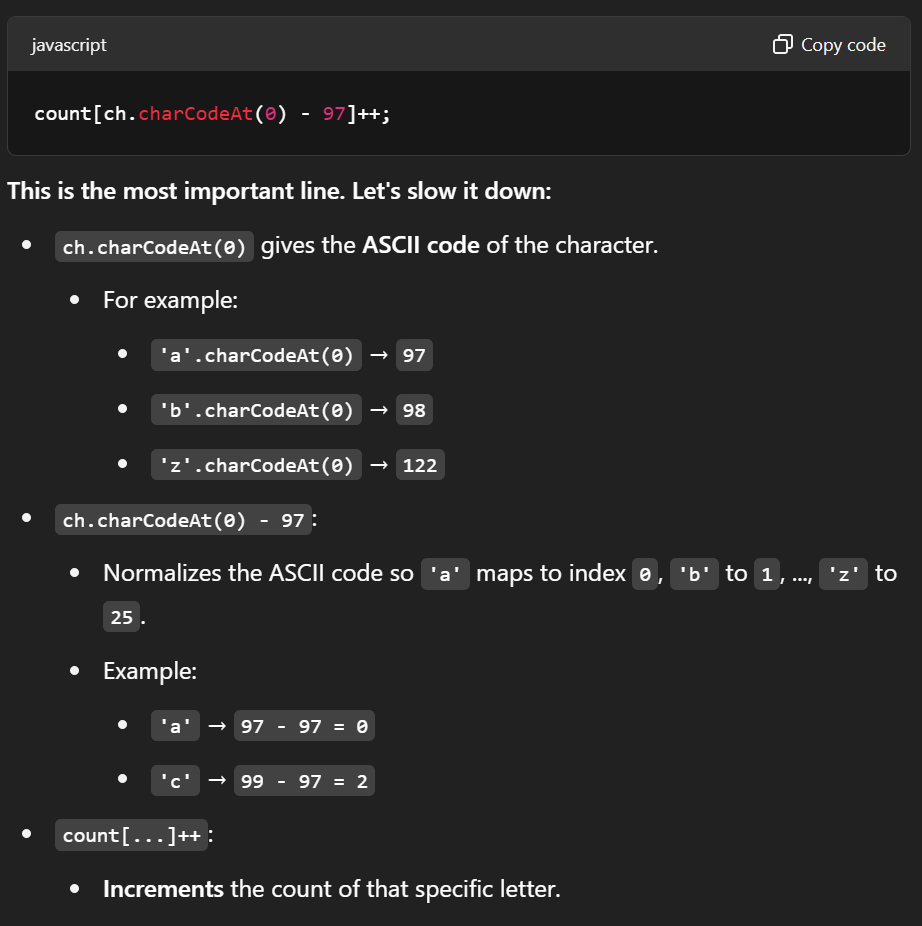 javascript
Copy code
count[ch.charCodeAt(0) - 97]++;
This is the most important line. Let's slow it down:
• ch.charCodeAt(0) gives the ASCII code of the character.
• For example:
• 'a'.charCodeAt(0) → 97
• 'b'.charCodeAt(0) → 98
• 'z'.charCodeAt(0) → 122
• ch.charCodeAt(0) - 97:
• Normalizes the ASCII code so 'a' maps to index 0, 'b' to 1, ..., 'z' to
25.
• Example:
• 'a' → 97 - 97 = 0
• 'c' → 99 - 97 = 2
• count[...]++:
• Increments the count of that specific letter.